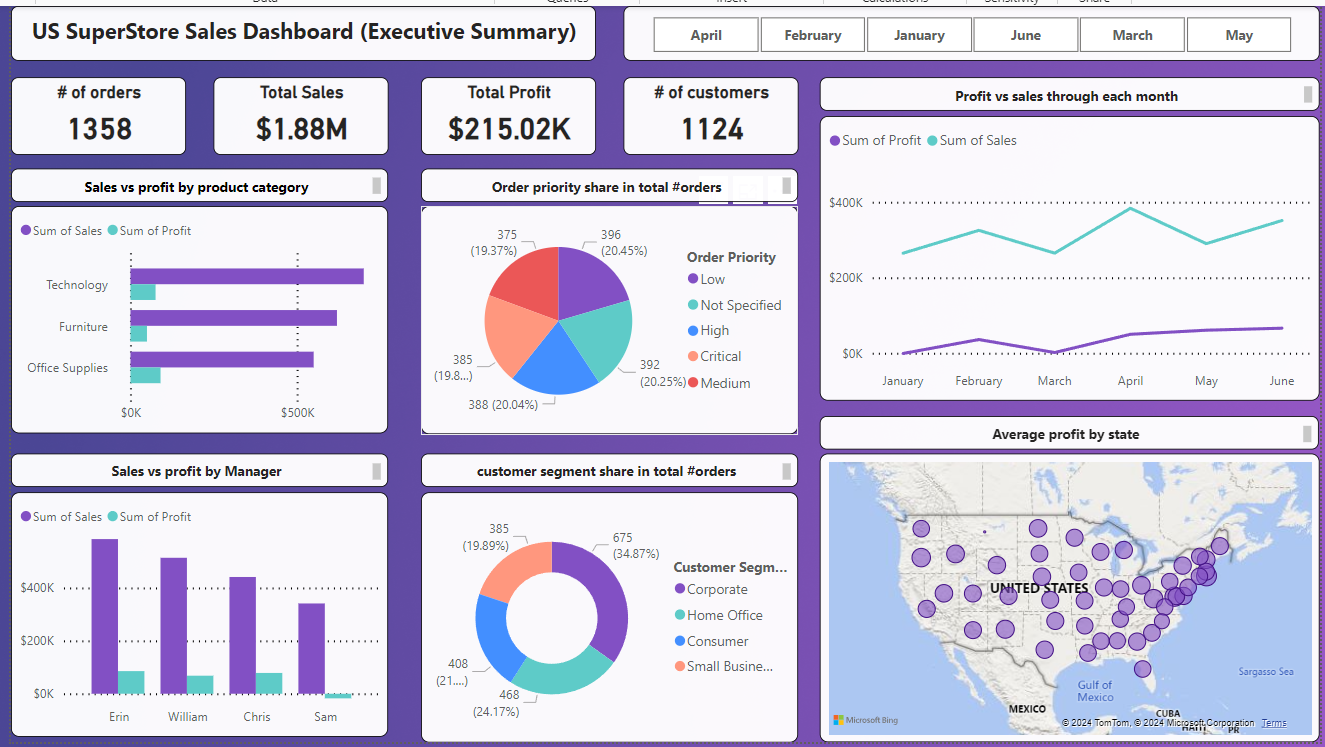 Data
Queries
Insert
Calculations
Sensitivity
Share
US SuperStore Sales Dashboard (Executive Summary)
April
February
January
June
March
May
# of orders
1358
Total Sales
$1.88M
Total Profit
$215.02K
# of customers
1124
Profit vs sales through each month
Sum of Profit
Sum of Sales
$400K
$200K
$0K
January
February
March
April
May
June
Sales vs profit by product category
Sum of Sales
Sum of Profit
Technology
Furniture
Office Supplies
$0K
$500K
Order priority share in total #orders
375
(19.37%)
396
(20.45%)
385
(19.8...)
392
(20.25%)
388 (20.04%)
Order Priority
Low
Not Specified
High
Critical
Medium
Sales vs profit by Manager
Sum of Sales
Sum of Profit
$400K
$200K
$0K
Erin
William
Chris
Sam
customer segment share in total #orders
385
(19.89%)
675
(34.87%)
408
(21....)
468
(24.17%)
Customer Segm...
Corporate
Home Office
Consumer
Small Busine...
Average profit by state
UNITED STATES
Sargasso Sea
Gulf of
Mexico
MEXICO
CUBA
HAITI
PR
Microsoft Bing
© 2024 TomTom, © 2024 Microsoft Corporation
Terms